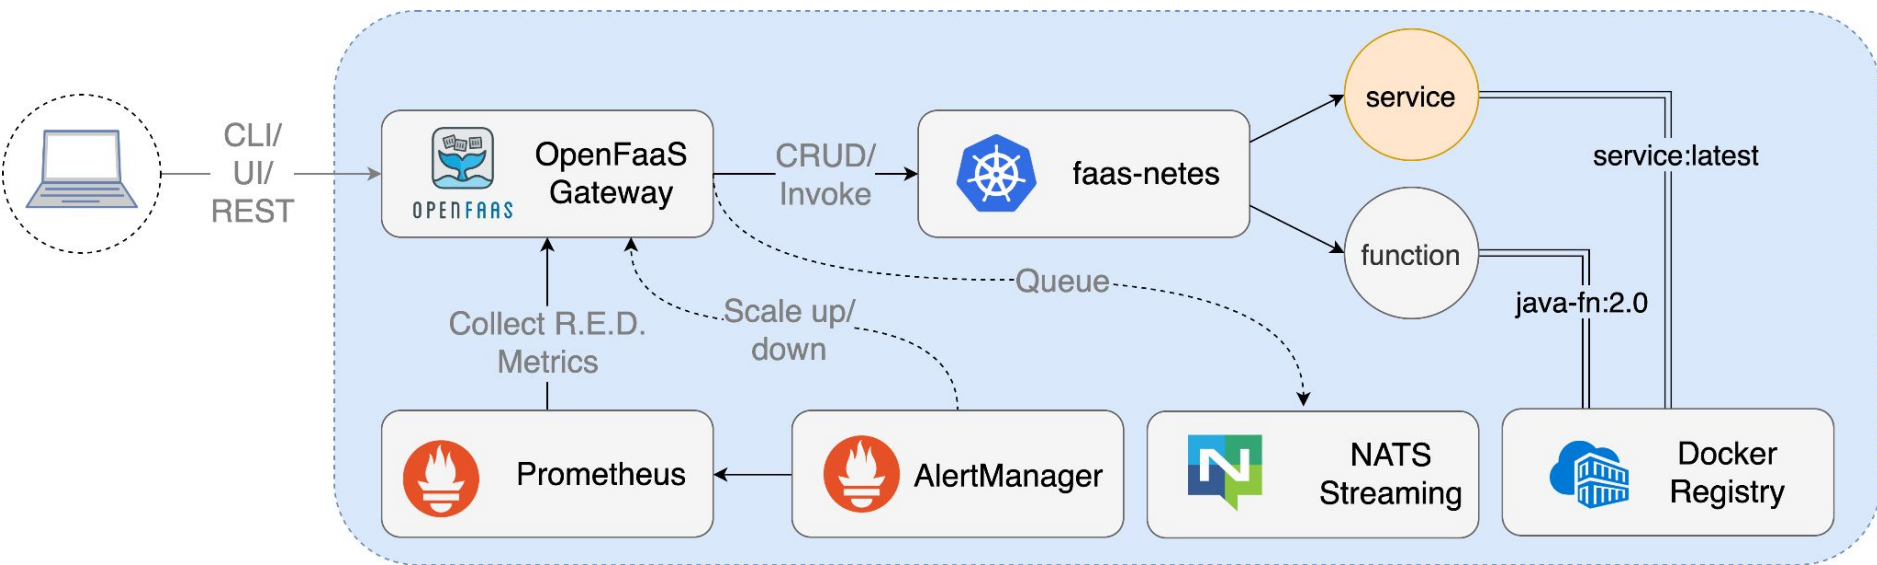 CLI/
UI/
REST
OPENFAAS
OpenFaaS
Gateway
CRUD/
Invoke
faas-netes
service
function
service:latest
java-fn:2.0
Queue
Scale up/
down
Collect R.E.D.
Metrics
Prometheus
AlertManager
N
NATS
Streaming
Docker
Registry